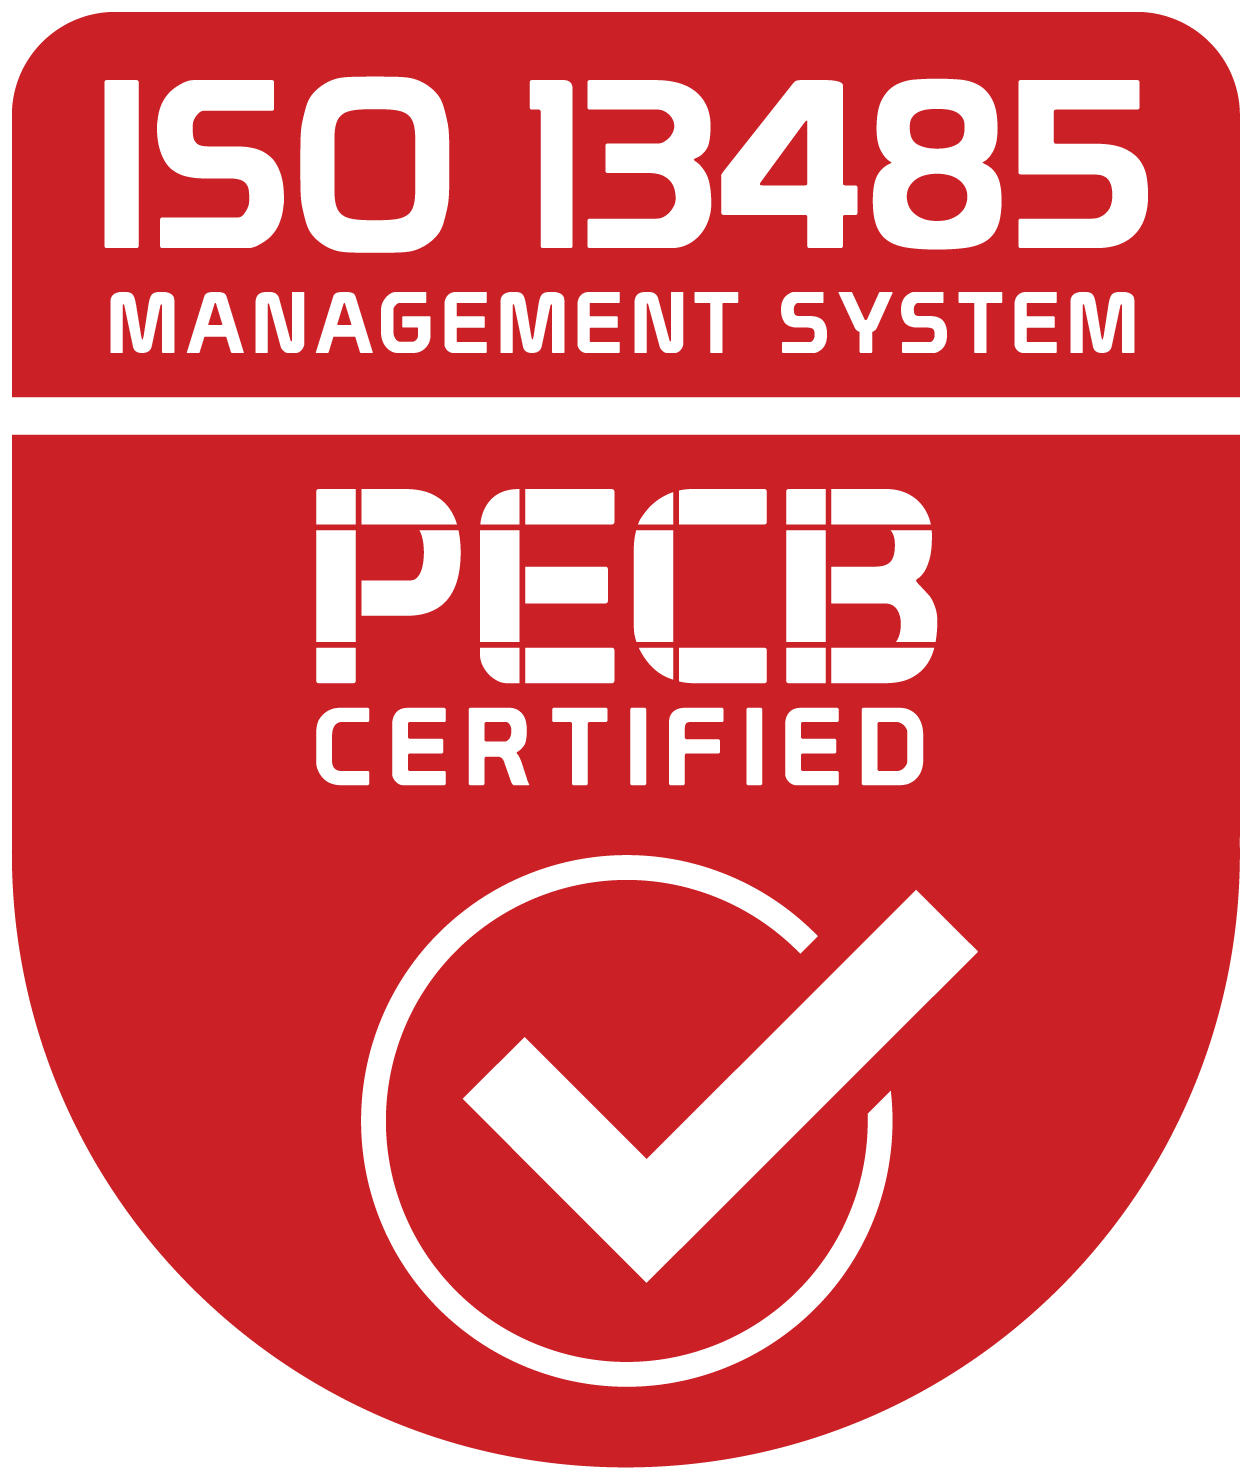 ISO 13485
MANAGEMENT SYSTEM
PECB
CERTIFIED